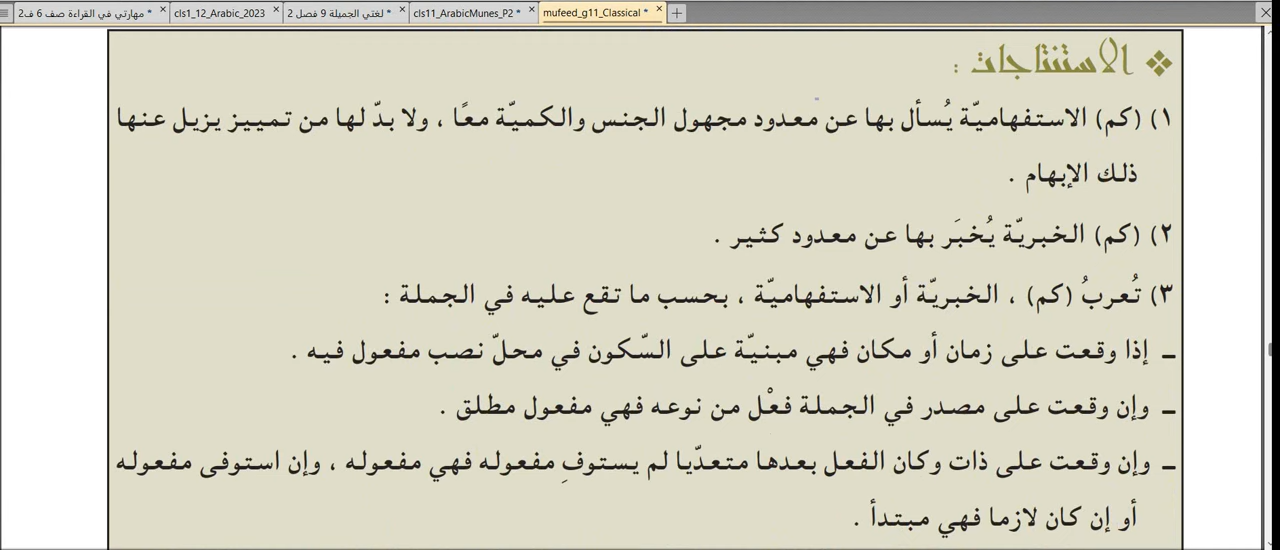 مهارتي في القراءة صف 6 ف2 *
cls1_12_Arabic_2023
لغتي الجميلة 9 فصل 2 *
cls11_ArabicMunes_P2 *
mufeed_g11_Classical *
❖ الاستنتاجات :
١) (كم) الاستفهاميّة يُسأل بها عن معدود مجهول الجنس والكميّة معًا ، ولا بدّ لها من تمييز يزيل عنها
ذلك الإبهام .
٢) (كم) الخبريّة يُخبَر بها عن معدود كثير .
٣) تُعربُ (كم) ، الخبريّة أو الاستفهاميّة ، بحسب ما تقع عليه في الجملة :
ـ إذا وقعت على زمان أو مكان فهي مبنيّة على السّكون في محلّ نصب مفعول فيه .
ـ وإن وقعت على مصدر في الجملة فعْل من نوعه فهي مفعول مطلق .
ـ وإن وقعت على ذات وكان الفعل بعدها متعدّيا لم يستوفِ مفعوله فهي مفعوله ، وإن استوفى مفعوله
أو إن كان لازما فهي مبتدأ .